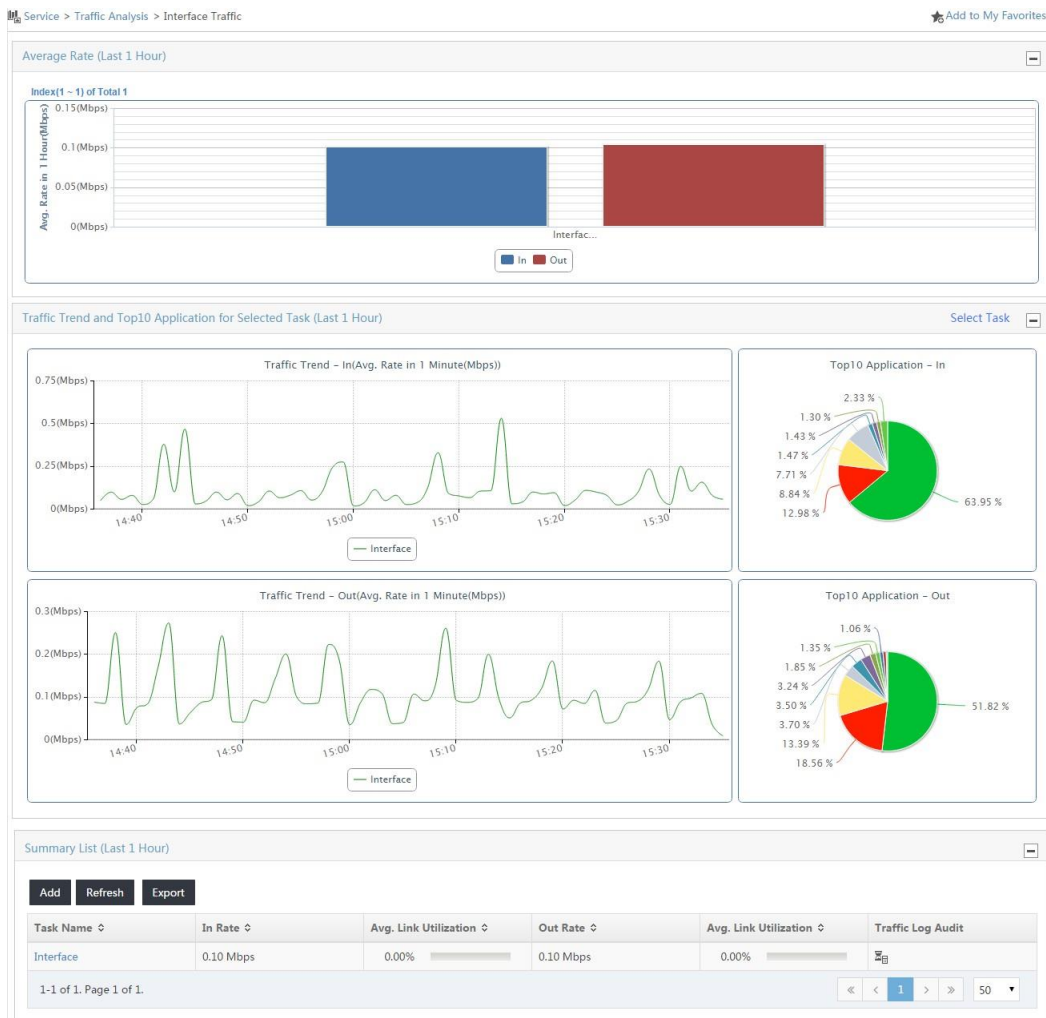 Service > Traffic Analysis > Interface Traffic
Add to My Favorites
Average Rate (Last 1 Hour)
Index(1 ~ 1) of Total 1
Avg. Rate in 1 Hour(Mbps)
0.15(Mbps)
0.1(Mbps)
0.05(Mbps)
0(Mbps)
Interfac...
In Out
Traffic Trend and Top10 Application for Selected Task (Last 1 Hour)
Select Task
Traffic Trend – In(Avg. Rate in 1 Minute(Mbps))
0.75(Mbps)
0.5(Mbps)
0.25(Mbps)
0(Mbps)
14:40 14:50 15:00 15:10 15:20 15:30
Interface
Top10 Application – In
2.33 %
1.30 %
1.43 %
1.47 %
7.71 %
8.84 %
12.98 %
63.95 %
Traffic Trend – Out(Avg. Rate in 1 Minute(Mbps))
0.3(Mbps)
0.2(Mbps)
0.1(Mbps)
0(Mbps)
14:40 14:50 15:00 15:10 15:20 15:30
Interface
Top10 Application – Out
1.06 %
1.35 %
1.85 %
3.24 %
3.50 %
3.70 %
13.39 %
18.56 %
51.82 %
Summary List (Last 1 Hour)
Add Refresh Export
Task Name In Rate Avg. Link Utilization Out Rate Avg. Link Utilization Traffic Log Audit
Interface 0.10 Mbps 0.00% 0.10 Mbps 0.00%
1-1 of 1. Page 1 of 1.
« < 1 > » 50